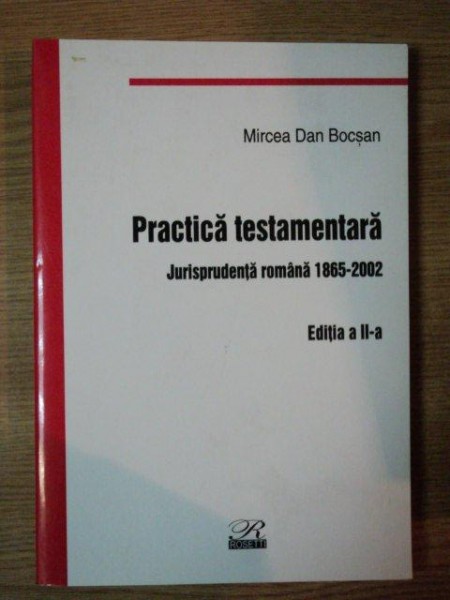 Mircea Dan Bocșan
Practică testamentară
Jurisprudență română 1865-2002
Ediția a II-a
R
ROSETTI